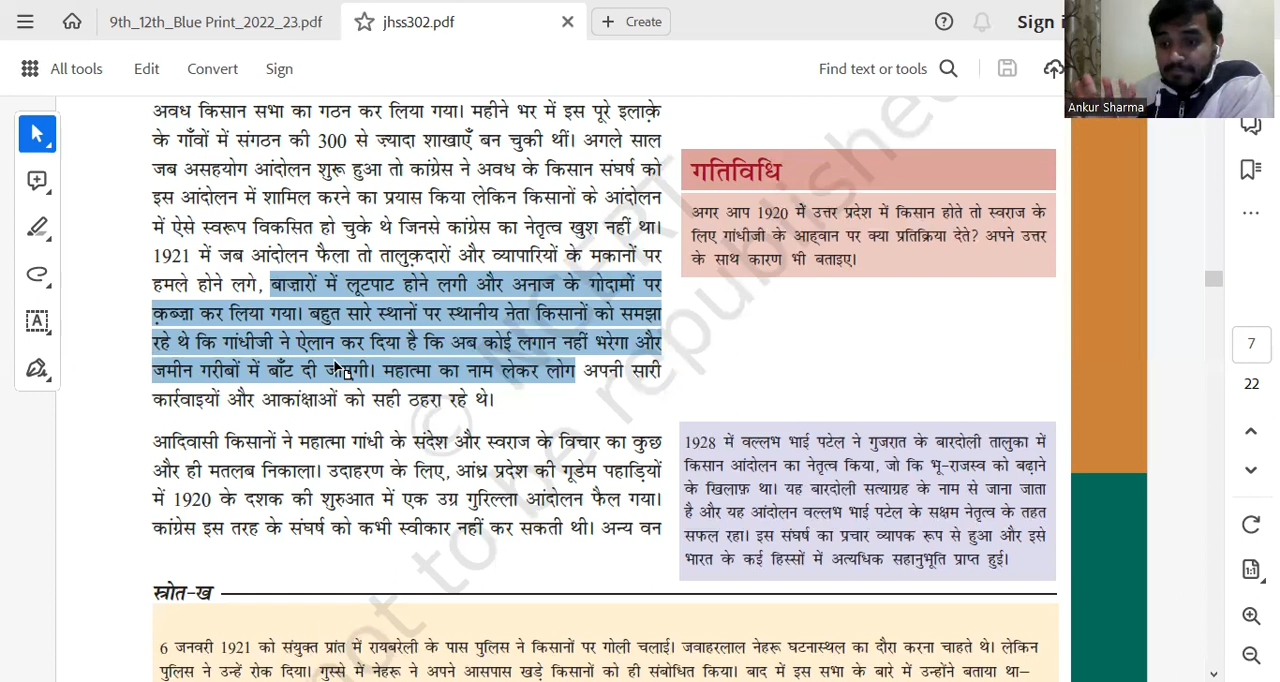 9th_12th_Blue Print_2022_23.pdf
jhss302.pdf
Create
Sign i
All tools
Edit
Convert
Sign
Find text or tools
Ankur Sharma
अवध किसान सभा का गठन कर लिया गया। महीने भर में इस पूरे इलाक़े
के गाँवों में संगठन की 300 से ज़्यादा शाखाएँ बन चुकी थीं। अगले साल
जब असहयोग आंदोलन शुरू हुआ तो कांग्रेस ने अवध के किसान संघर्ष को
इस आंदोलन में शामिल करने का प्रयास किया लेकिन किसानों के आंदोलन
में ऐसे स्वरूप विकसित हो चुके थे जिनसे कांग्रेस का नेतृत्व खुश नहीं था।
1921 में जब आंदोलन फैला तो तालुक़दारों और व्यापारियों के मकानों पर
हमले होने लगे, बाज़ारों में लूटपाट होने लगी और अनाज के गोदामों पर
क़ब्ज़ा कर लिया गया। बहुत सारे स्थानों पर स्थानीय नेता किसानों को समझा
रहे थे कि गांधीजी ने ऐलान कर दिया है कि अब कोई लगान नहीं भरेगा और
जमीन गरीबों में बाँट दी महात्मा का नाम लेकर लोग अपनी सारी
कार्रवाइयों और आकांक्षाओं को सही ठहरा रहे थे।
आदिवासी किसानों ने महात्मा गांधी के संदेश और स्वराज के विचार का कुछ
और ही मतलब निकाला। उदाहरण के लिए, आंध्र प्रदेश की गूडेम पहाड़ियों
में 1920 के दशक की शुरुआत में एक उग्र गुरिल्ला आंदोलन फैल गया।
कांग्रेस इस तरह के संघर्ष को कभी स्वीकार नहीं कर सकती थी। अन्य वन
गतिविधि
अगर आप 1920 में उत्तर प्रदेश में किसान होते तो स्वराज के
लिए गांधीजी के आहवान पर क्या प्रतिक्रिया देते? अपने उत्तर
के साथ कारण भी बताइए।
1928 में वल्लभ भाई पटेल ने गुजरात के बारदोली तालुका में
किसान आंदोलन का नेतृत्व किया, जो कि भू-राजस्व को बढ़ाने
के खिलाफ़ था। यह बारदोली सत्याग्रह के नाम से जाना जाता
है और यह आंदोलन वल्लभ भाई पटेल के सक्षम नेतृत्व के तहत
सफल रहा। इस संघर्ष का प्रचार व्यापक रूप से हुआ और इसे
भारत के कई हिस्सों में अत्यधिक सहानुभूति प्राप्त हुई।
स्रोत-ख
6 जनवरी 1921 को संयुक्त प्रांत में रायबरेली के पास पुलिस ने किसानों पर गोली चलाई। जवाहरलाल नेहरू घटनास्थल का दौरा करना चाहते थे। लेकिन
पुलिस ने उन्हें रोक दिया। गुस्से में नेहरू ने अपने आसपास खड़े किसानों को ही संबोधित किया। बाद में इस सभा के बारे में उन्होंने बताया था–
© NCERT
not to be republished
7
22
1:1